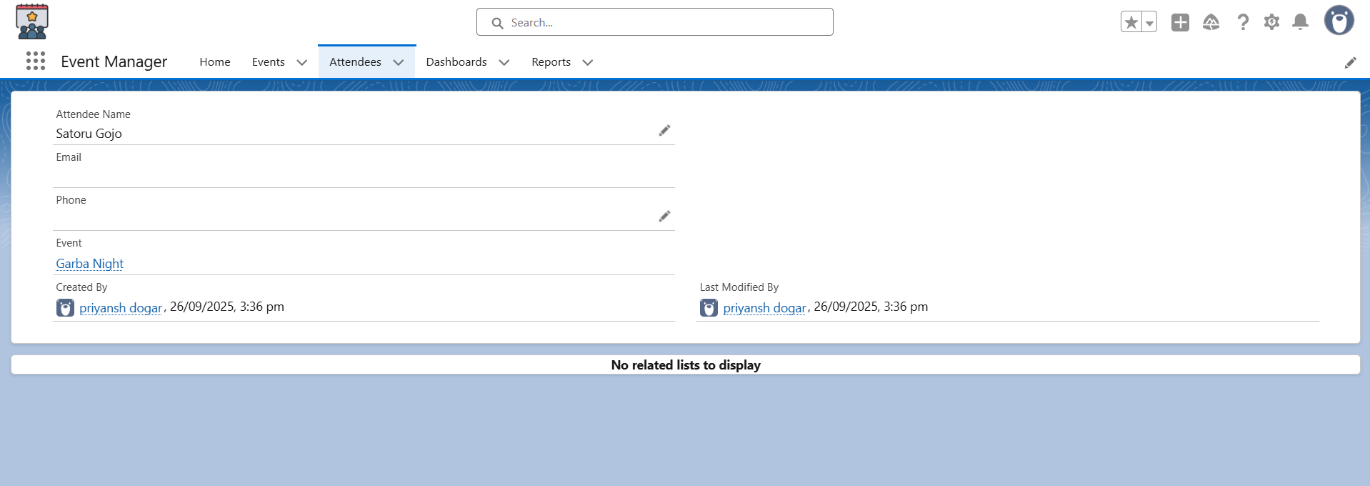 Search...
Event Manager Home Events Attendees Dashboards Reports
Attendee Name
Satoru Gojo
Email
Phone
Event
Garba Night
Created By Last Modified By
priyansh dogar, 26/09/2025, 3:36 pm priyansh dogar, 26/09/2025, 3:36 pm
No related lists to display